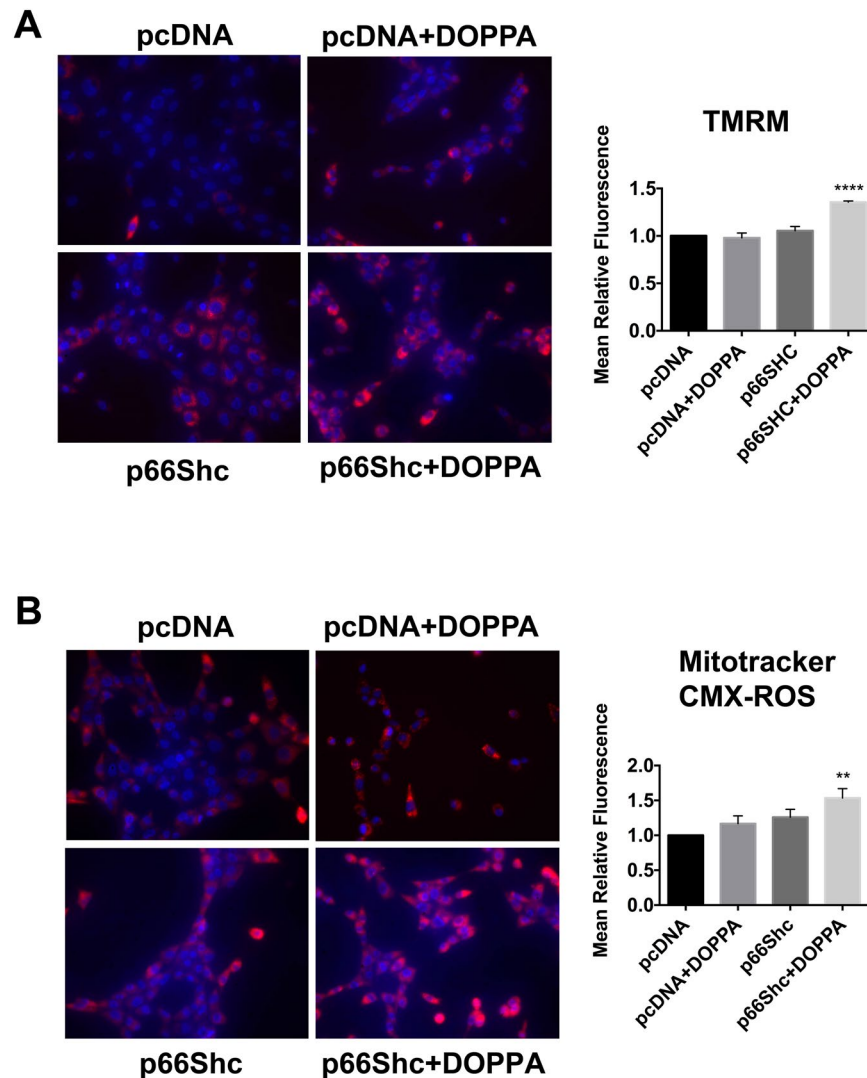 A
pcDNA
pcDNA+DOPPA
p66Shc
p66Shc+DOPPA
TMRM
Mean Relative Fluorescence
1.5
1.0
0.5
0.0
****
pcDNA
pcDNA+DOPPA
p66SHC
p66SHC+DOPPA
B
pcDNA
pcDNA+DOPPA
p66Shc
p66Shc+DOPPA
Mitotracker
CMX-ROS
Mean Relative Fluorescence
2.0
1.5
1.0
0.5
0.0
**
pcDNA
pcDNA+DOPPA
p66Shc
p66Shc+DOPPA